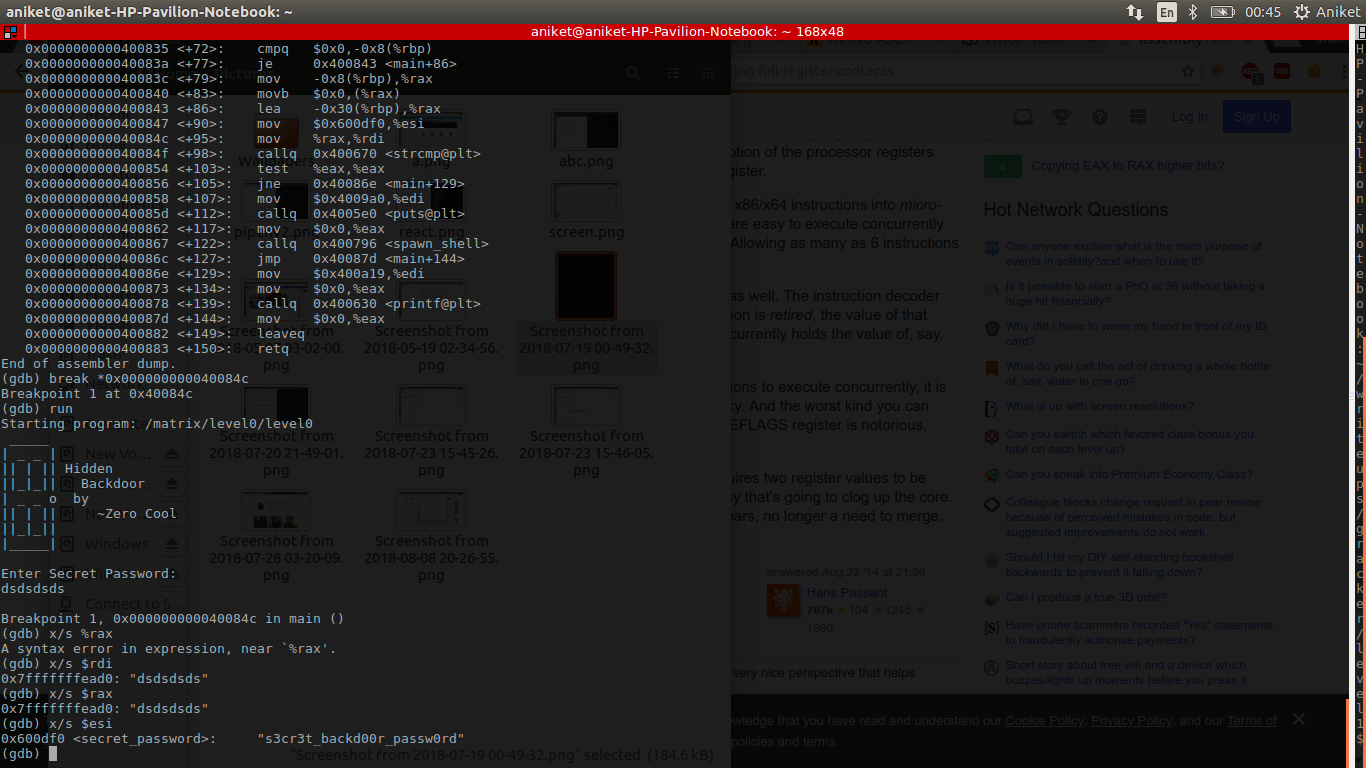 aniket@aniket-HP-Pavilion-Notebook: ~
En
00:45
Aniket
aniket@aniket-HP-Pavilion-Notebook: ~ 168x48
0x0000000000400835 <+72>: cmpq $0x0,-0x8(%rbp)
0x000000000040083a <+77>: je 0x400843 <main+86>
0x000000000040083c <+79>: mov -0x8(%rbp),%rax
0x0000000000400840 <+83>: movb $0x0,(%rax)
0x0000000000400843 <+86>: lea -0x30(%rbp),%rax
0x0000000000400847 <+90>: mov $0x600df0,%esi
0x000000000040084c <+95>: mov %rax,%rdi
0x000000000040084f <+98>: callq 0x400670 <strcmp@plt>
0x0000000000400854 <+103>: test %eax,%eax
0x0000000000400856 <+105>: jne 0x40086e <main+129>
0x0000000000400858 <+107>: mov $0x4009a0,%edi
0x000000000040085d <+112>: callq 0x4005e0 <puts@plt>
0x0000000000400862 <+117>: mov $0x0,%eax
0x0000000000400867 <+122>: callq 0x400796 <spawn_shell>
0x000000000040086c <+127>: jmp 0x40087d <main+144>
0x000000000040086e <+129>: mov $0x400a19,%edi
0x0000000000400873 <+134>: mov $0x0,%eax
0x0000000000400878 <+139>: callq 0x400630 <printf@plt>
0x000000000040087d <+144>: mov $0x0,%eax
0x0000000000400882 <+149>: leaveq
0x0000000000400883 <+150>: retq
End of assembler dump.
(gdb) break *0x000000000040084c
Breakpoint 1 at 0x40084c
(gdb) run
Starting program: /matrix/level0/level0
Hidden
Backdoor
o by
~Zero Cool
Enter Secret Password:
dsdsdsds
Breakpoint 1, 0x000000000040084c in main ()
(gdb) x/s %rax
A syntax error in expression, near `%rax'.
(gdb) x/s $rdi
0x7fffffffead0: "dsdsdsds"
(gdb) x/s $rax
0x7fffffffead0: "dsdsdsds"
(gdb) x/s $esi
0x600df0 <secret_password>: "s3cr3t_backd00r_passw0rd"
(gdb)
Pictures
a.png
abc.png
react.png
screen.png
Screenshot from
2018-05-19 02-34-56.
png
Screenshot from
2018-07-19 00-49-32.
png
Screenshot from
2018-07-20 21-49-01.
png
Screenshot from
2018-07-23 15-45-26.
png
Screenshot from
2018-07-23 15-46-05.
png
Screenshot from
2018-07-28 03-20-09.
png
Screenshot from
2018-08-08 20-26-55.
png
New Vo...
Windows
Connect to S...
"Screenshot from 2018-07-19 00-49-32.png" selected (184.6 kB)
ing-full-register-contents
Log In
Sign Up
ption of the processor registers
gister.
x86/x64 instructions into micro-
are easy to execute concurrently
Allowing as many as 6 instructions
as well. The instruction decoder
ion is retired, the value of that
currently holds the value of, say,
ions to execute concurrently, it is
cy. And the worst kind you can
EFLAGS register is notorious,
uires two register values to be
y that's going to clog up the core.
ears, no longer a need to merge.
answered Aug 22 '14 at 21:56
Hans Passant
767k 104 1245
1990
very nice perspective that helps
Copying EAX to RAX higher bits?
Hot Network Questions
Can anyone explain what is the main purpose of
events in solidity?and when to use it?
Is it possible to start a PhD at 36 without taking a
huge hit financially?
Why did I have to wave my hand in front of my ID
card?
What do you call the act of drinking a whole bottle
of, say, water in one go?
What is up with screen resolutions?
Can you switch which favored class bonus you
take on each level up?
Can you sneak into Premium Economy Class?
Colleague blocks change request in peer review
because of perceived mistakes in code, but
suggested improvements do not work
Should I tilt my DIY self-standing bookshelf
backwards to prevent it falling down?
Can I produce a true 3D orbit?
Have phone scammers recorded "Yes" statements
to fraudulently authorise payments?
Short story about free will and a device which
buzzes/lights up moments before you press it
wledge that you have read and understand our Cookie Policy, Privacy Policy, and our Terms of
policies and terms.
HP-Pavilion Notebook:~/writeups/gracker/level1$